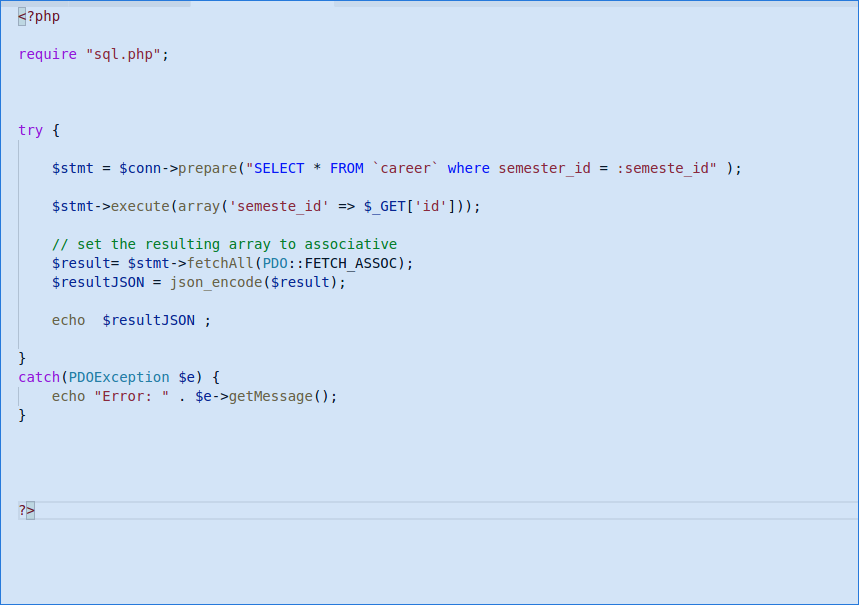 <?php
require "sql.php";
try {
$stmt = $conn->prepare("SELECT * FROM `career` where semester_id = :semeste_id" );
$stmt->execute(array('semeste_id' => $_GET['id']));
// set the resulting array to associative
$result= $stmt->fetchAll(PDO::FETCH_ASSOC);
$resultJSON = json_encode($result);
echo  $resultJSON ;
}
catch(PDOException $e) {
echo "Error: " . $e->getMessage();
}
?>